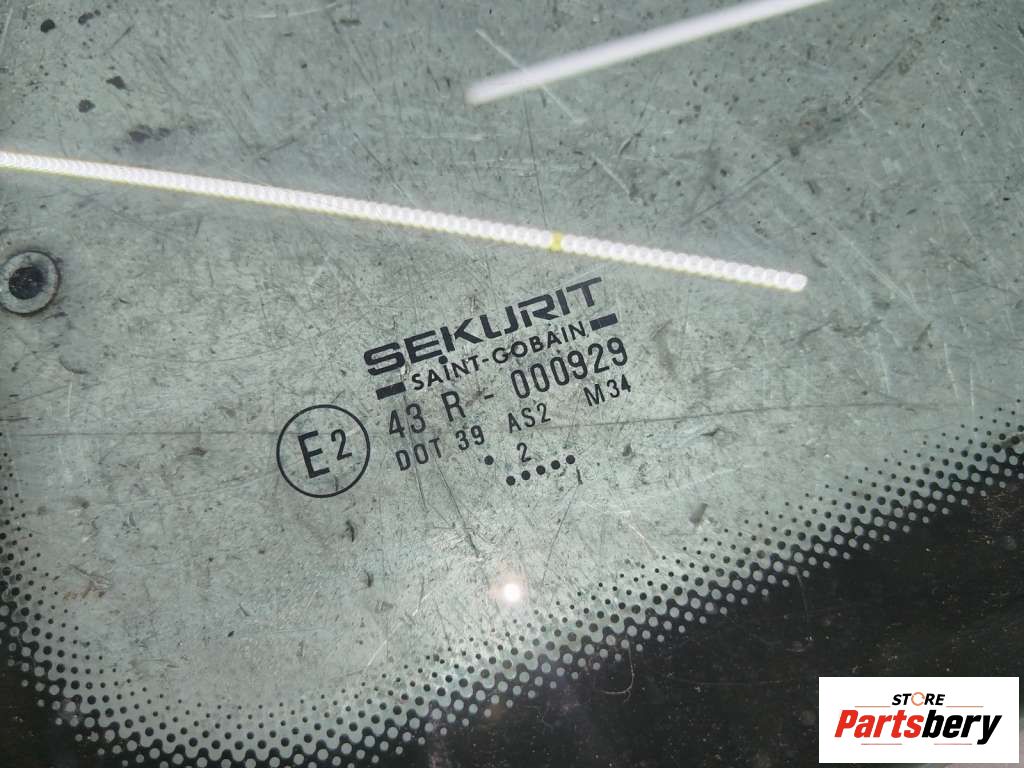 SEKURIT
SAINT-GOBAIN
E2
43 R - 000929
DOT 39 AS2 M34
2
STORE
Partsbery